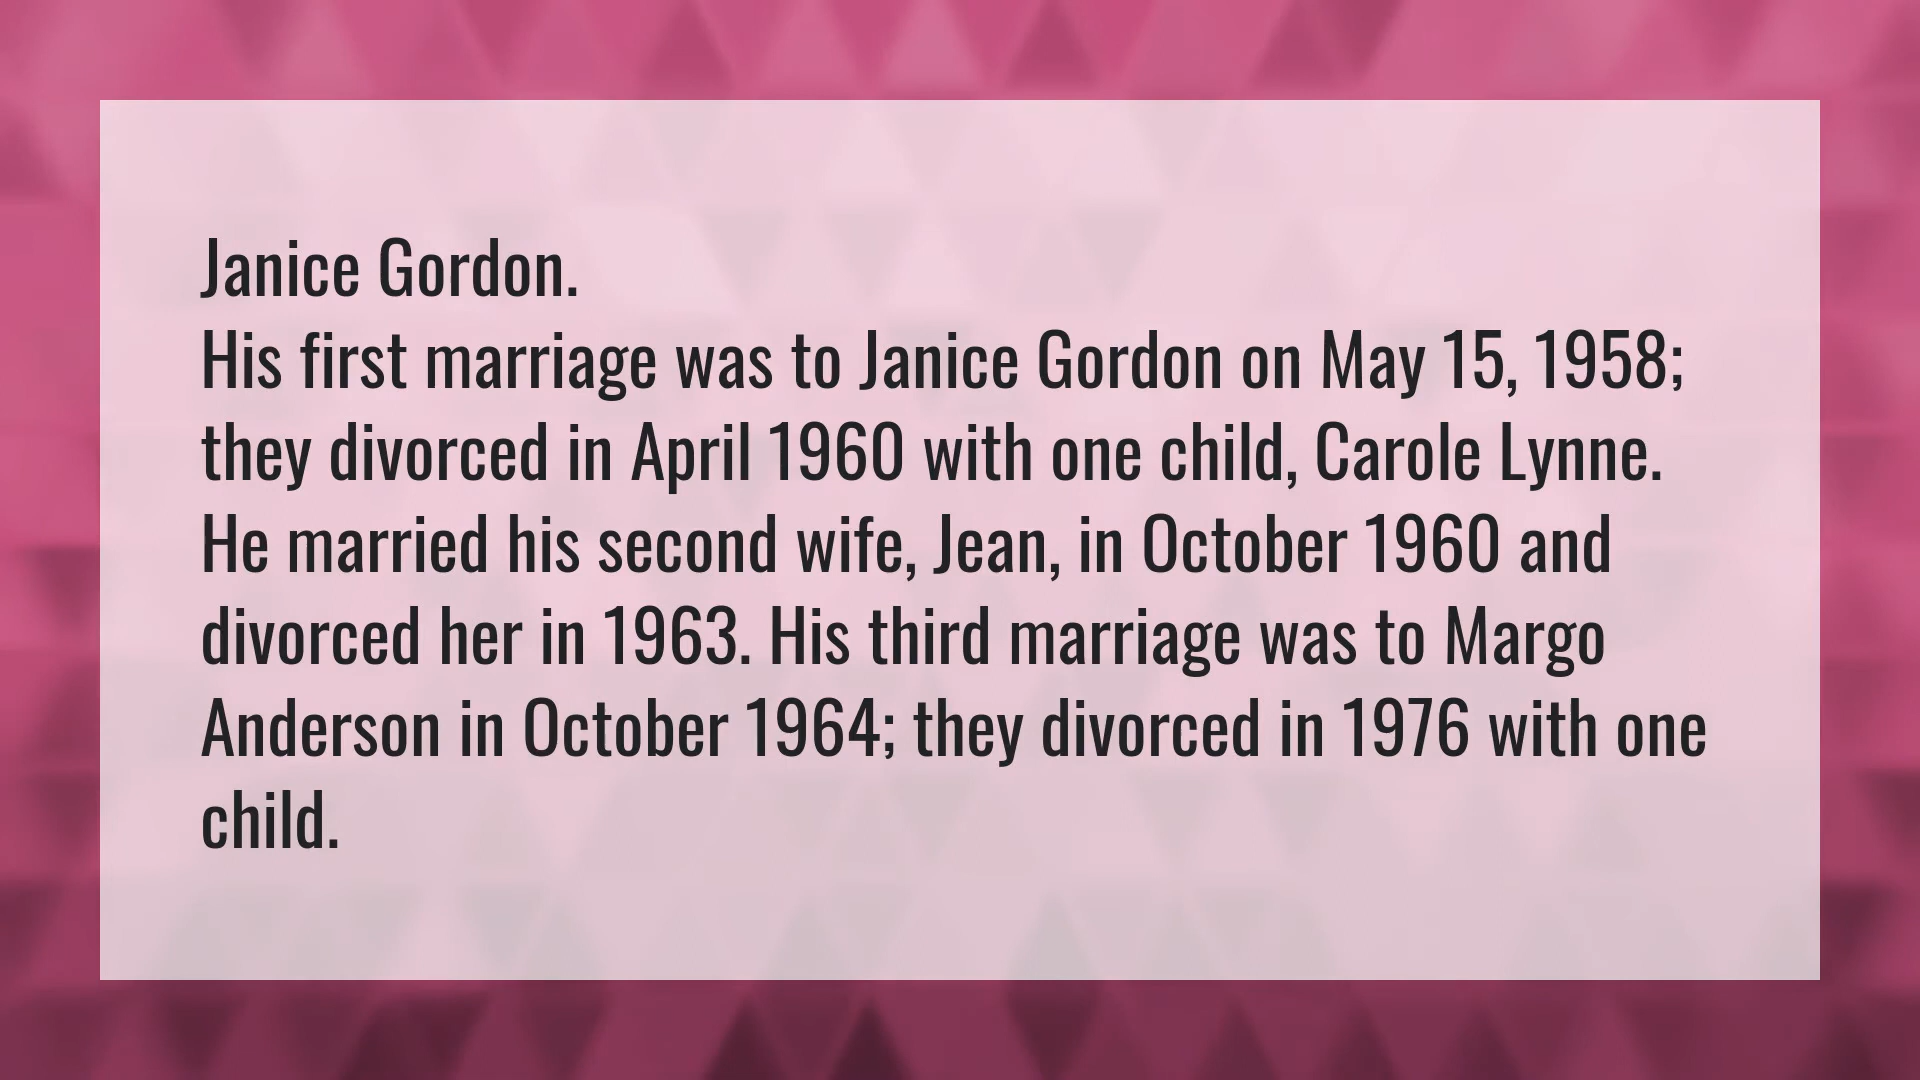 Janice Gordon.
His first marriage was to Janice Gordon on May 15, 1958;
they divorced in April 1960 with one child, Carole Lynne.
He married his second wife, Jean, in October 1960 and
divorced her in 1963. His third marriage was to Margo
Anderson in October 1964; they divorced in 1976 with one
child.